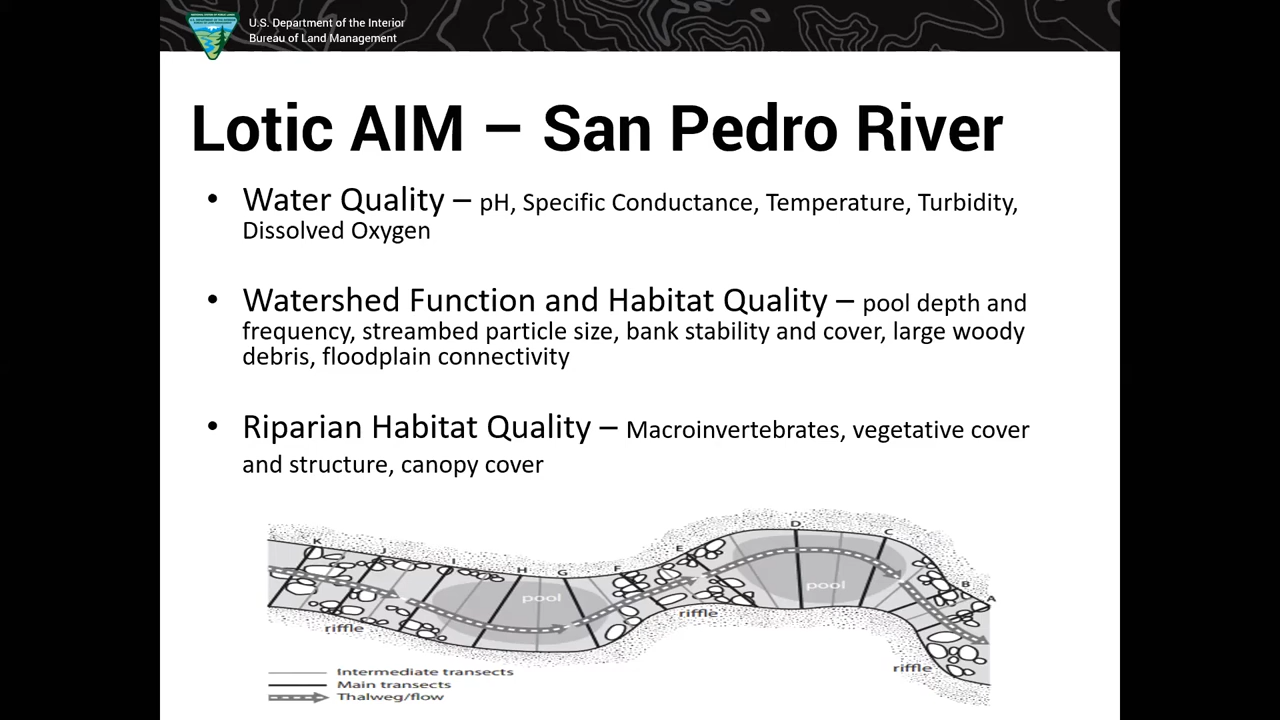 U.S. Department of the Interior
Bureau of Land Management
Lotic AIM – San Pedro River
• Water Quality – pH, Specific Conductance, Temperature, Turbidity,
Dissolved Oxygen
• Watershed Function and Habitat Quality – pool depth and
frequency, streambed particle size, bank stability and cover, large woody
debris, floodplain connectivity
• Riparian Habitat Quality – Macroinvertebrates, vegetative cover
and structure, canopy cover
K
J
I
H
G
F
E
D
C
B
A
pool
pool
riffle
riffle
riffle
Intermediate transects
Main transects
Thalweg/flow